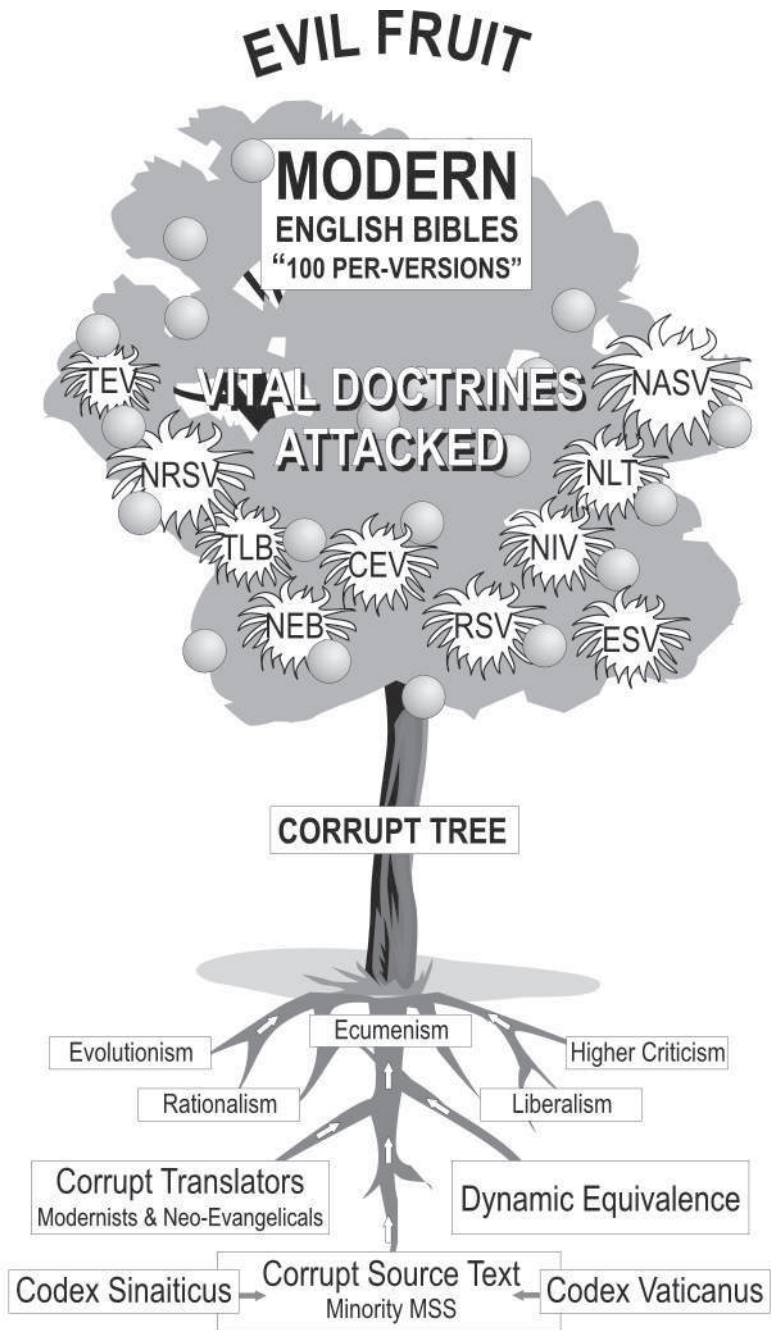 EVIL FRUIT
MODERN
ENGLISH BIBLES
“100 PER-VERSIONS”
VITAL DOCTRINES
ATTACKED
TEV
NASV
NRSV
NLT
TLB
CEV
NIV
NEB
RSV
ESV
CORRUPT TREE
Ecumenism
Evolutionism
Higher Criticism
Rationalism
Liberalism
Corrupt Translators
Modernists & Neo-Evangelicals
Dynamic Equivalence
Codex Sinaiticus
Corrupt Source Text
Minority MSS
Codex Vaticanus